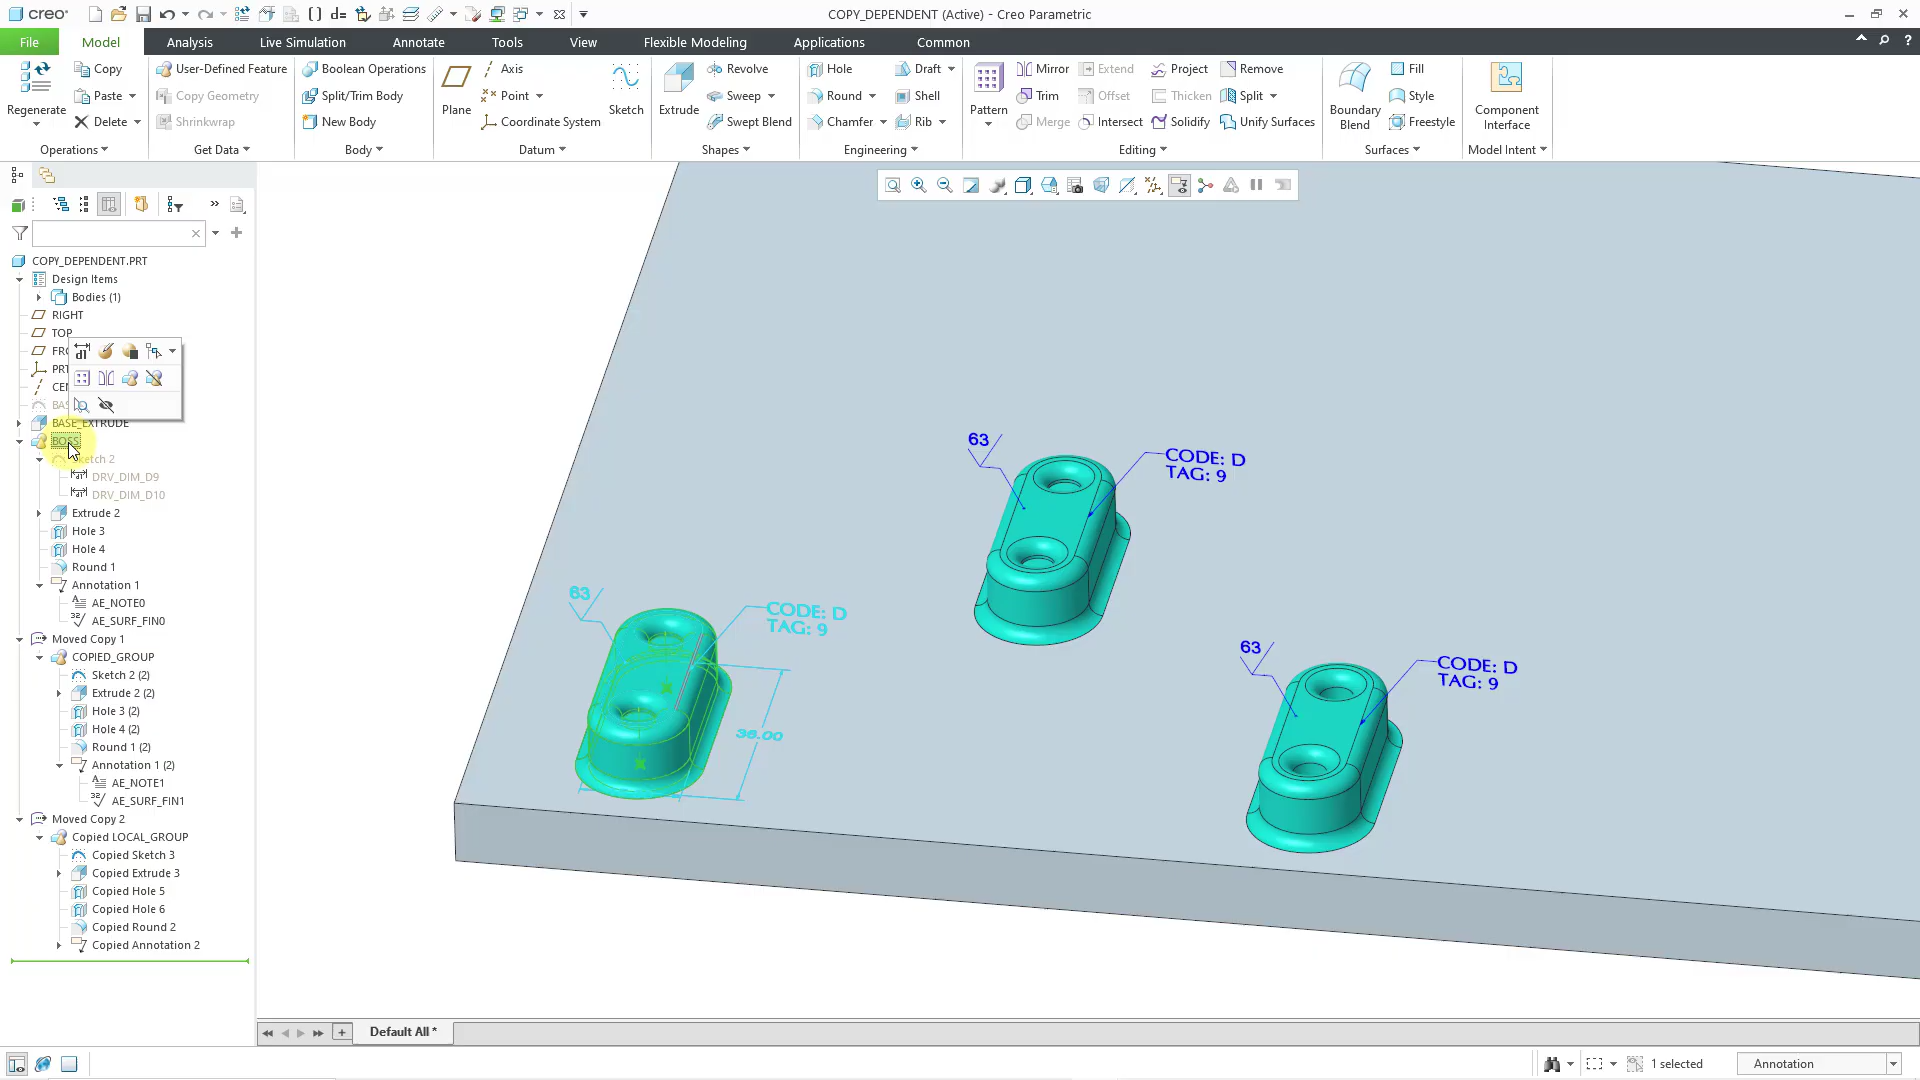 creo
COPY_DEPENDENT (Active) - Creo Parametric
File
Model
Analysis
Live Simulation
Annotate
Tools
View
Flexible Modeling
Applications
Common
Regenerate
Copy
Paste
Delete
Operations
User-Defined Feature
Copy Geometry
Shrinkwrap
Get Data
Boolean Operations
Split/Trim Body
New Body
Body
Plane
Axis
Point
Coordinate System
Sketch
Datum
Extrude
Revolve
Sweep
Swept Blend
Shapes
Hole
Round
Chamfer
Draft
Shell
Rib
Engineering
Pattern
Mirror
Trim
Merge
Extend
Offset
Intersect
Project
Thicken
Solidify
Remove
Split
Unify Surfaces
Editing
Boundary
Blend
Fill
Style
Freestyle
Surfaces
Component
Interface
Model Intent
COPY_DEPENDENT.PRT
Design Items
Bodies (1)
RIGHT
TOP
FRO
PRT
CEN
BAS
BASE_EXTRUDE
BOSS
Sketch 2
DRV_DIM_D9
DRV_DIM_D10
Extrude 2
Hole 3
Hole 4
Round 1
Annotation 1
AE_NOTE0
AE_SURF_FIN0
Moved Copy 1
COPIED_GROUP
Sketch 2 (2)
Extrude 2 (2)
Hole 3 (2)
Hole 4 (2)
Round 1 (2)
Annotation 1 (2)
AE_NOTE1
AE_SURF_FIN1
Moved Copy 2
Copied LOCAL_GROUP
Copied Sketch 3
Copied Extrude 3
Copied Hole 5
Copied Hole 6
Copied Round 2
Copied Annotation 2
63
CODE: D
TAG: 9
63
CODE: D
TAG: 9
36.00
63
CODE: D
TAG: 9
Default All *
1 selected
Annotation